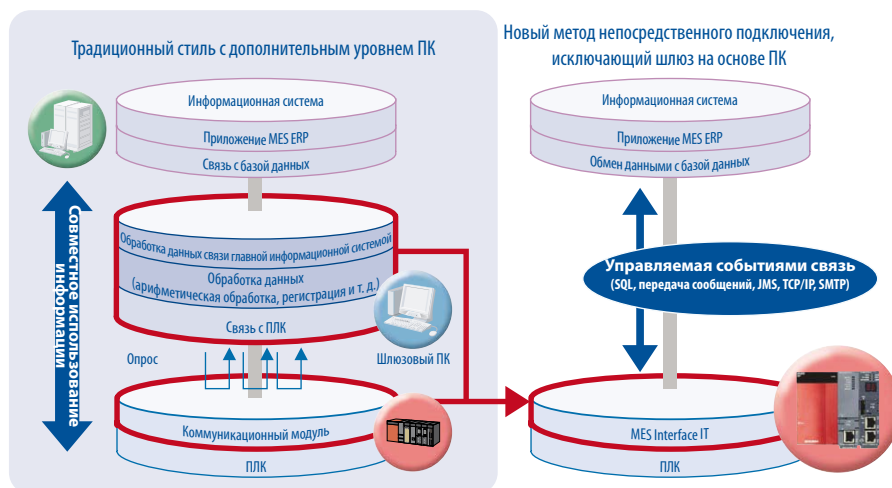 Традиционный стиль с дополнительным уровнем ПК
Информационная система
Приложение MES ERP
Связь с базой данных
Совместное использование
информации
Обработка данных связи главной информационной системой
Обработка данных
(арифметическая обработка, регистрация и т. д.)
Связь с ПЛК
Опрос
Шлюзовый ПК
Коммуникационный модуль
ПЛК
Новый метод непосредственного подключения,
исключающий шлюз на основе ПК
Информационная система
Приложение MES ERP
Обмен данными с базой данных
Управляемая событиями связь
(SQL, передача сообщений, JMS, TCP/IP, SMTP)
MES Interface IT
ПЛК